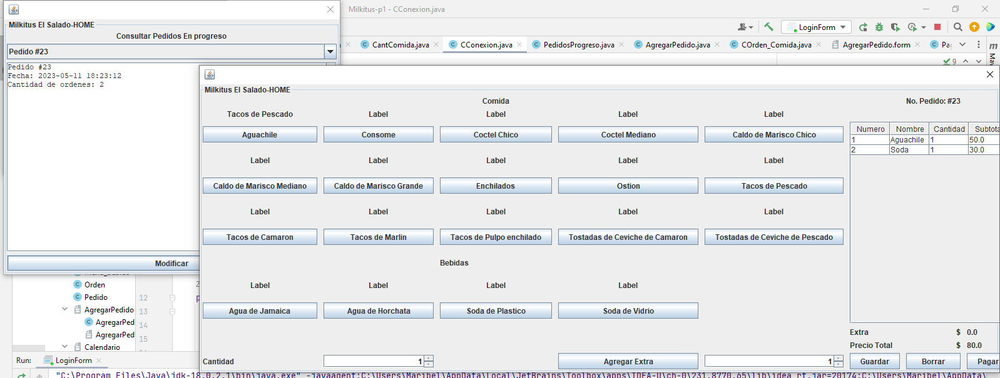 Milkitus-p1 - CConexion.java
LoginForm
CantComida.java
CConexion.java
PedidosProgreso.java
AgregarPedido.java
COrden_Comida.java
AgregarPedido.form
9
Milkitus El Salado-HOME
Consultar Pedidos En progreso
Pedido #23
Pedido #23
Fecha: 2023-05-11 18:23:12
Cantidad de ordenes: 2
Modificar
Milkitus El Salado-HOME
Comida
No. Pedido: #23
Tacos de Pescado Label Label Label Label
Aguachile Consome Coctel Chico Coctel Mediano Caldo de Marisco Chico
Label Label Label Label Label
Caldo de Marisco Mediano Caldo de Marisco Grande Enchilados Ostion Tacos de Pescado
Label Label Label Label Label
Tacos de Camaron Tacos de Marlin Tacos de Pulpo enchilado Tostadas de Ceviche de Camaron Tostadas de Ceviche de Pescado
Bebidas
Label Label Label Label
Agua de Jamaica Agua de Horchata Soda de Plastico Soda de Vidrio
Cantidad 1 Agregar Extra 1
Numero Nombre Cantidad Subtota
1 Aguachile 1 50.0
2 Soda 1 30.0
Extra $ 0.0
Precio Total $ 80.0
Guardar Borrar Pagar
Orden
Pedido
AgregarPedido
AgregarPed
AgregarPed
Calendario
12
13
14
15
Run: LoginForm
"C:\Program Files\Java\jdk-18.0.2.1\bin\java.exe" -javaagent:C:\Users\Maribel\AppData\Local\JetBrains\Toolbox\apps\IDEA-U\ch-0\231.8770.65\lib\idea_rt.jar=20174:C:\Users\Maribel\AppData\